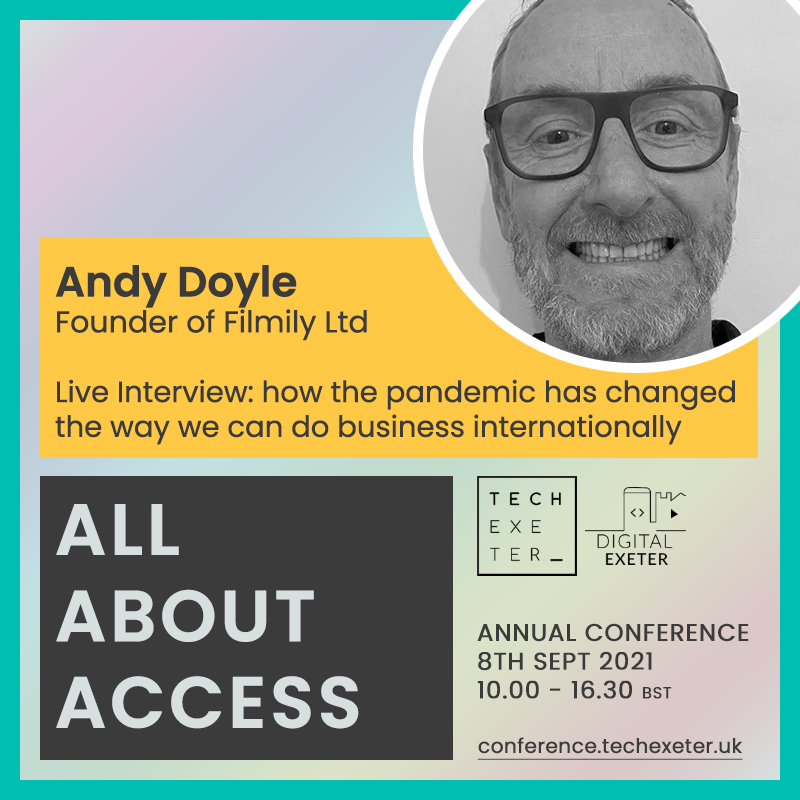 Andy Doyle
Founder of Filmily Ltd
Live Interview: how the pandemic has changed
the way we can do business internationally
ALL
ABOUT
ACCESS
TECH
EXE
TER_
<>
DIGITAL
EXETER
ANNUAL CONFERENCE
8TH SEPT 2021
10.00 - 16.30 BST
conference.techexeter.uk